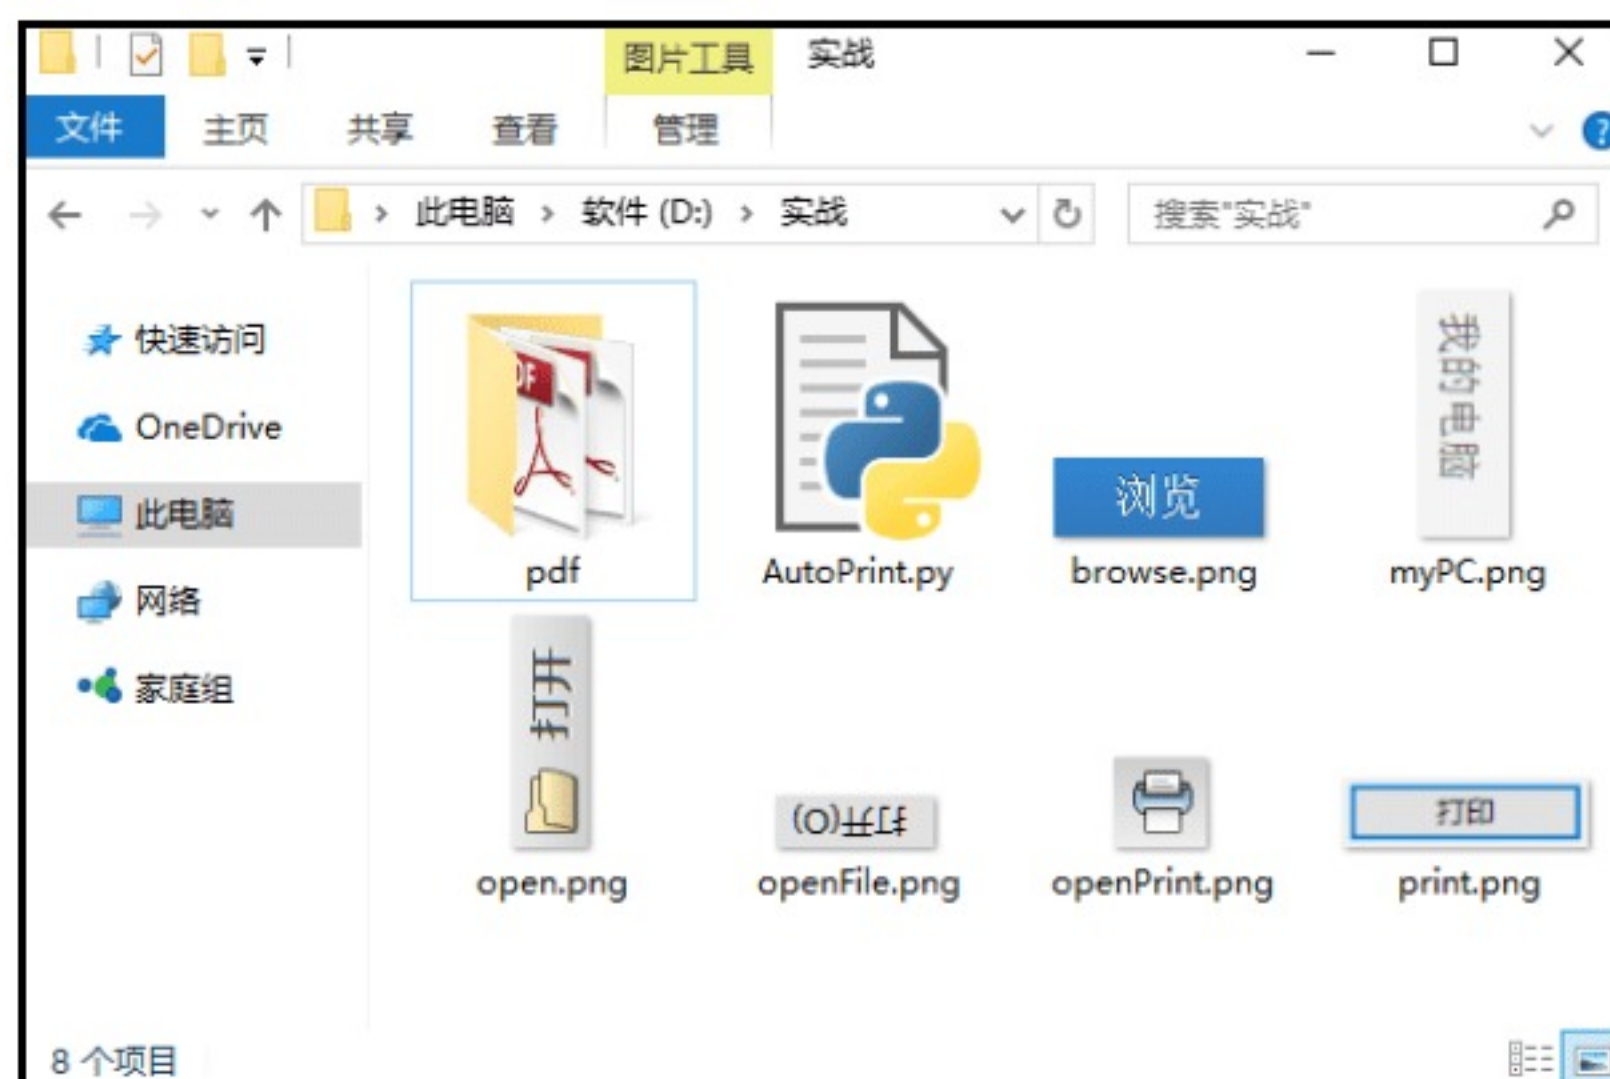 图片工具 实战
文件 主页 共享 查看 管理
此电脑 > 软件 (D:) > 实战
搜索"实战"
快速访问
OneDrive
此电脑
网络
家庭组
DF
浏览
我的电脑
pdf AutoPrint.py browse.png myPC.png
打开
打开(O)
打印
open.png openFile.png openPrint.png print.png
8 个项目